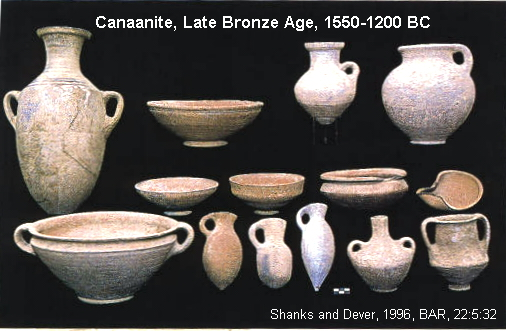 Canaanite, Late Bronze Age, 1550-1200 BC
Shanks and Dever, 1996, BAR, 22:5:32